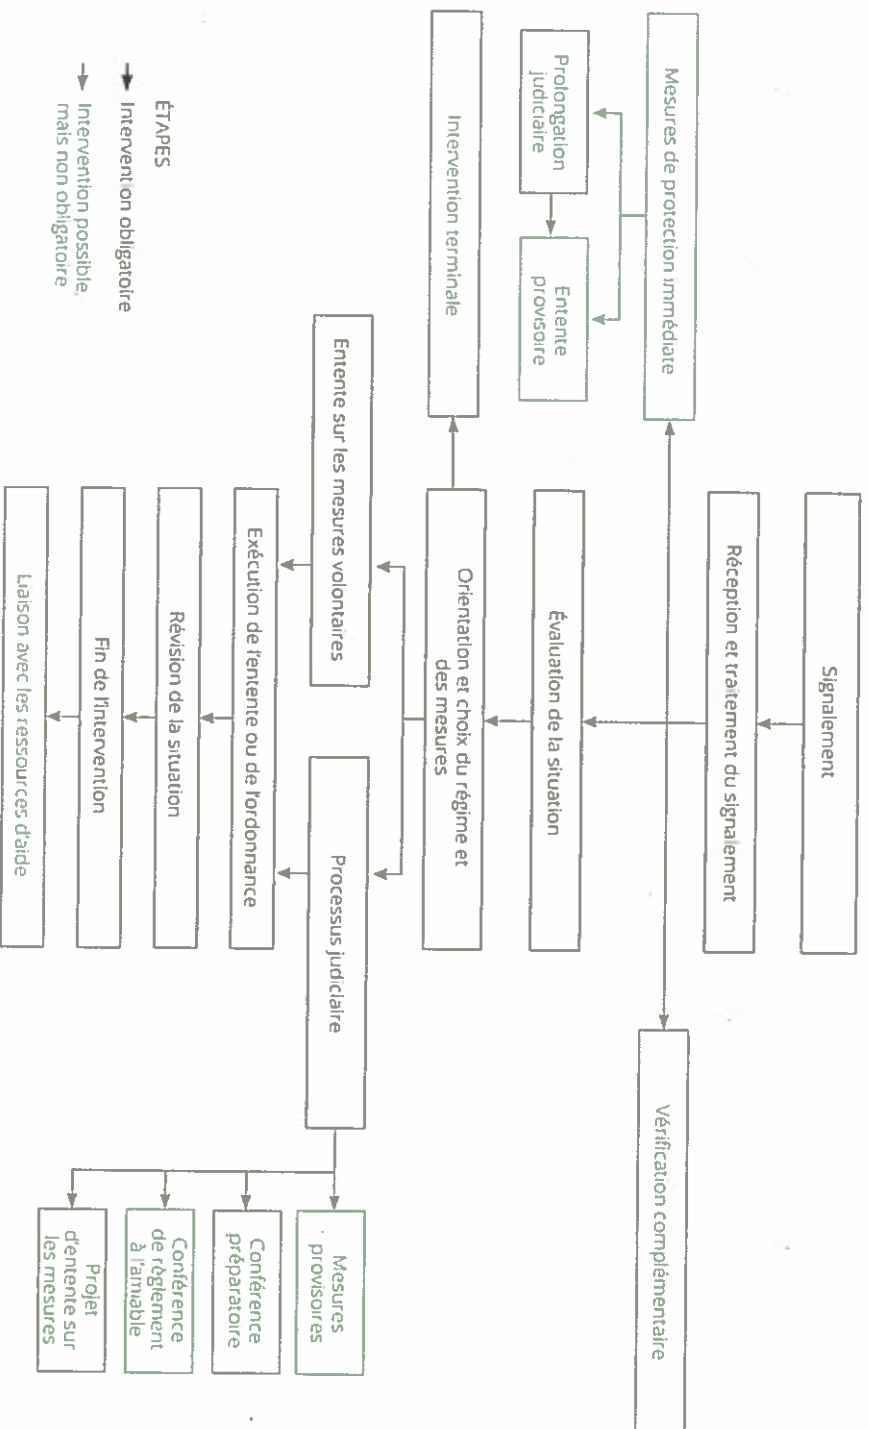 Signalement
Réception et traitement du signalement
Mesures de protection immédiate
Vérification complémentaire
Prolongation
judiciaire
Entente
provisoire
Évaluation de la situation
Intervention terminale
Orientation et choix du régime et
des mesures
Entente sur les mesures volontaires
Processus judiciaire
Mesures
provisoires
Conférence
préparatoire
Conférence
de règlement
à l'amiable
Projet
d'entente sur
les mesures
Exécution de l'entente ou de l'ordonnance
Révision de la situation
Fin de l'intervention
Liaison avec les ressources d'aide
ÉTAPES
Intervention obligatoire
Intervention possible,
mais non obligatoire